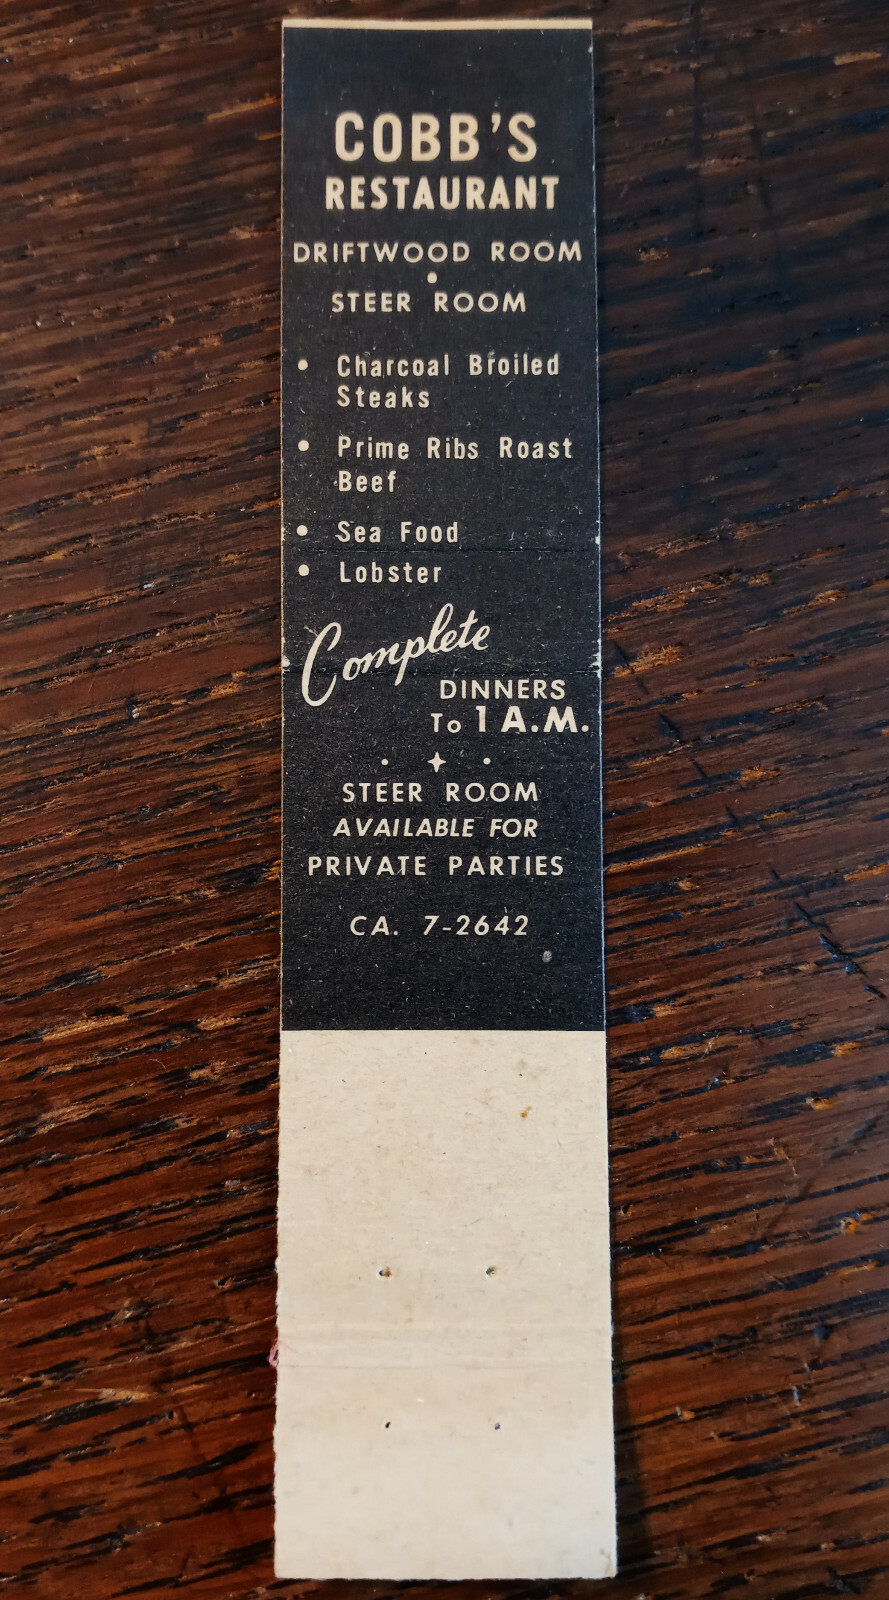 COBB'S
RESTAURANT
DRIFTWOOD ROOM
•
STEER ROOM
• Charcoal Broiled
Steaks
• Prime Ribs Roast
Beef
• Sea Food
• Lobster
Complete
DINNERS
To 1 A.M.
STEER ROOM
AVAILABLE FOR
PRIVATE PARTIES
CA. 7-2642